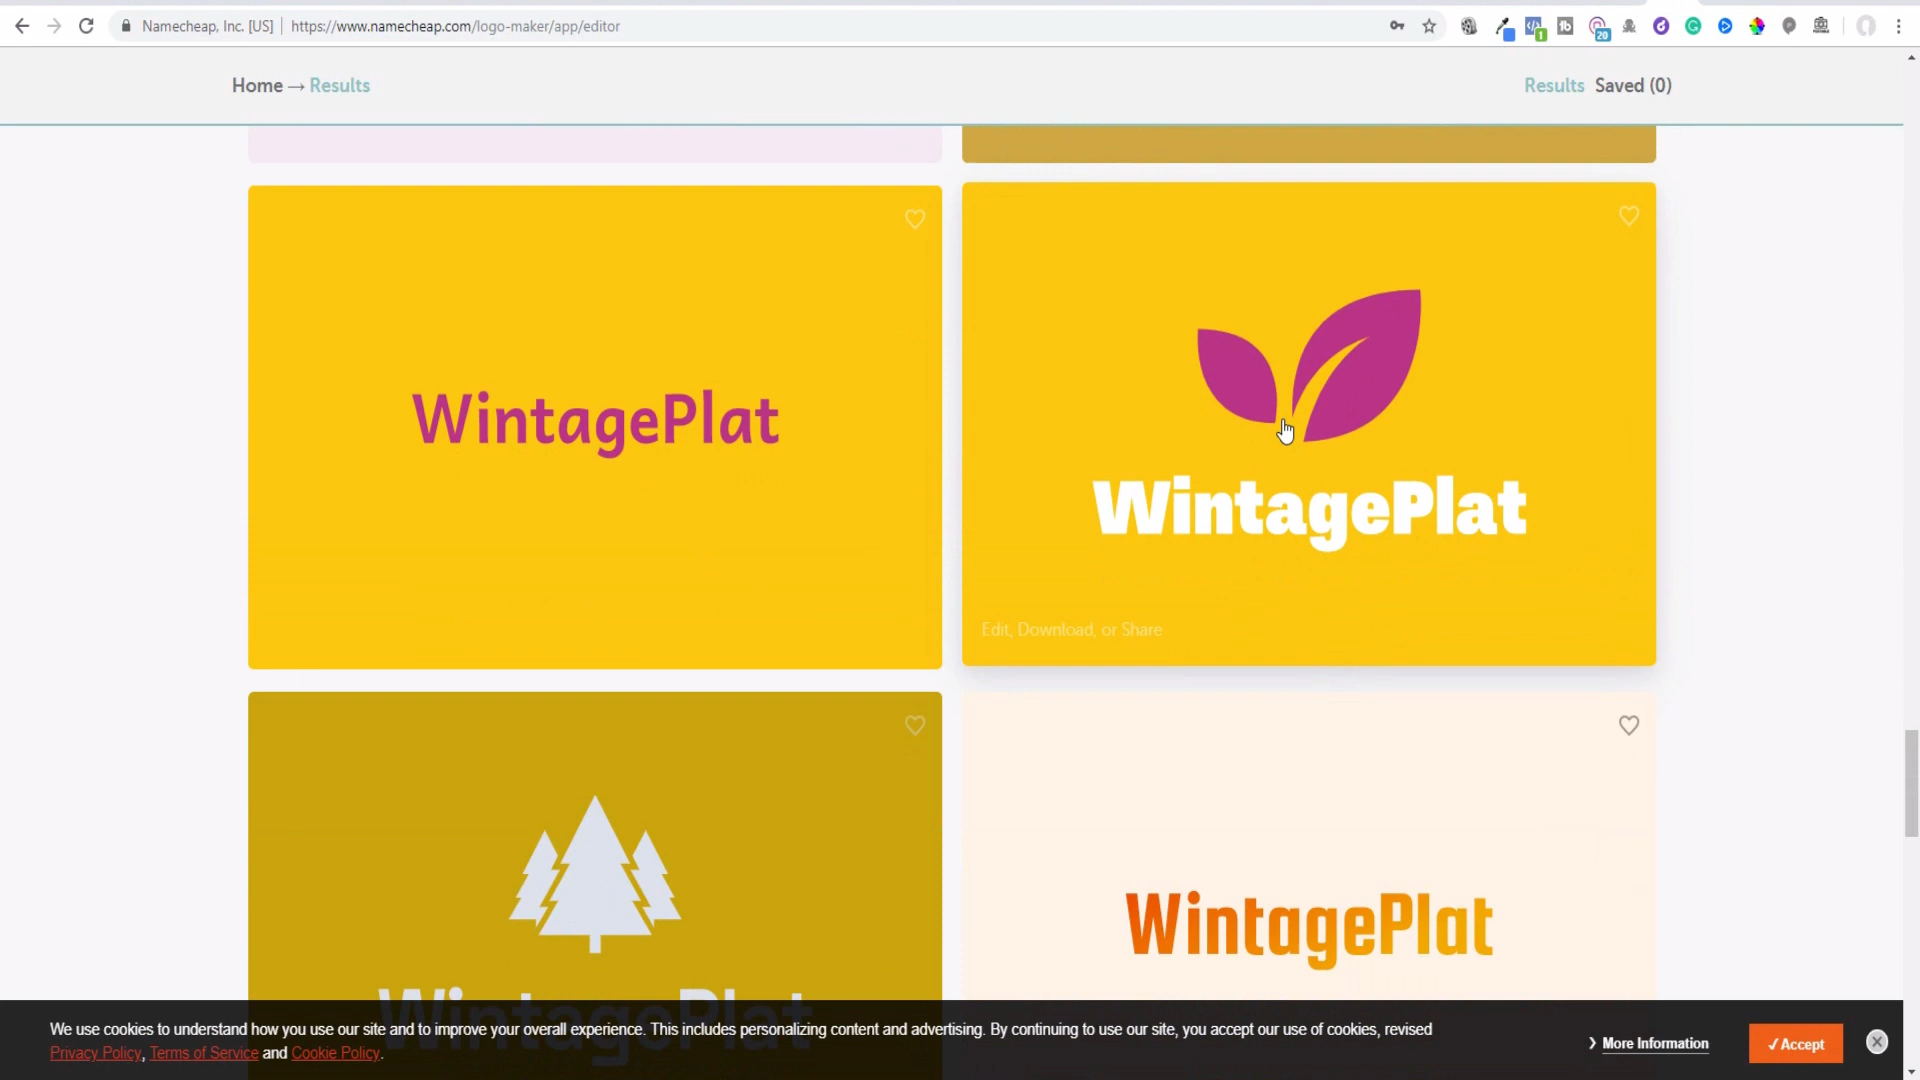 Namecheap, Inc. [US] | https://www.namecheap.com/logo-maker/app/editor
1
20
Home → Results
Results Saved (0)
WintagePlat
WintagePlat
Edit, Download, or Share
WintagePlat
WintagePlat
We use cookies to understand how you use our site and to improve your overall experience. This includes personalizing content and advertising. By continuing to use our site, you accept our use of cookies, revised
Privacy Policy, Terms of Service and Cookie Policy.
❯ More Information
✓Accept